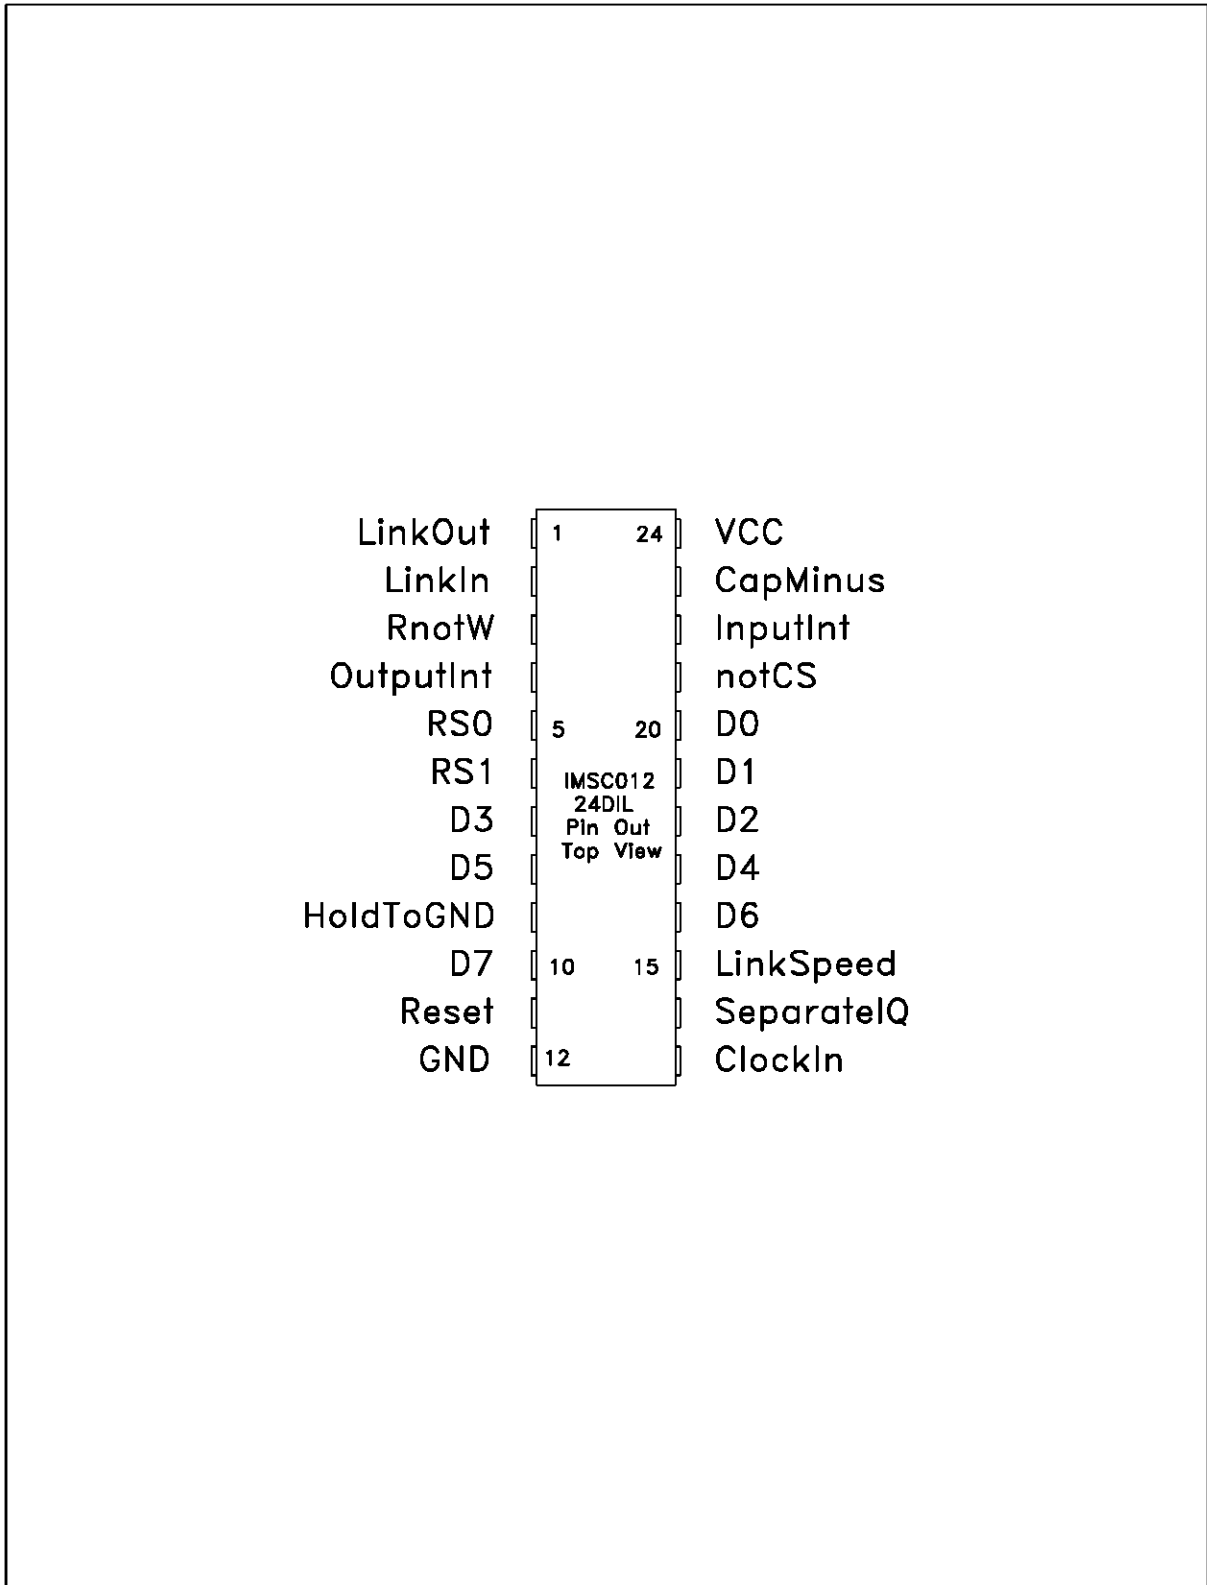 LinkOut 1 24 VCC
LinkIn CapMinus
RnotW InputInt
OutputInt notCS
RS0 5 20 D0
RS1 D1
IMSC012
24DIL
D3 Pin Out D2
Top View
D5 D4
HoldToGND D6
D7 10 15 LinkSpeed
Reset SeparateIQ
GND 12 ClockIn